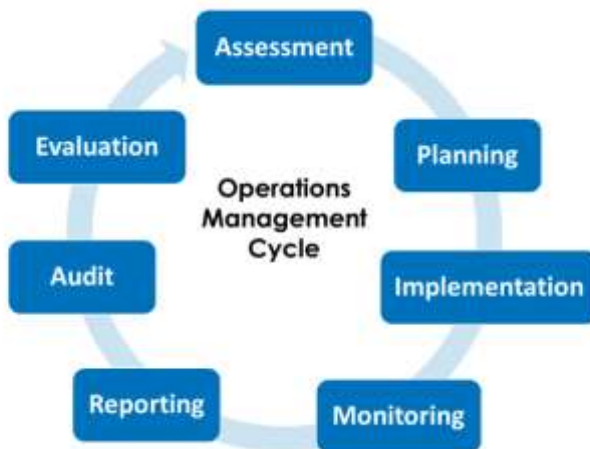 Assessment
Planning
Implementation
Monitoring
Reporting
Audit
Evaluation
Operations
Management
Cycle